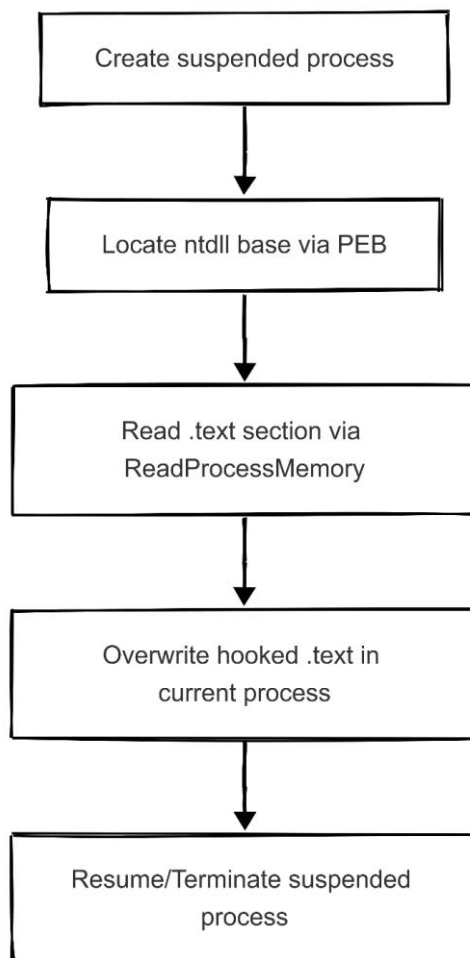 Create suspended process
Locate ntdll base via PEB
Read .text section via
ReadProcessMemory
Overwrite hooked .text in
current process
Resume/Terminate suspended
process